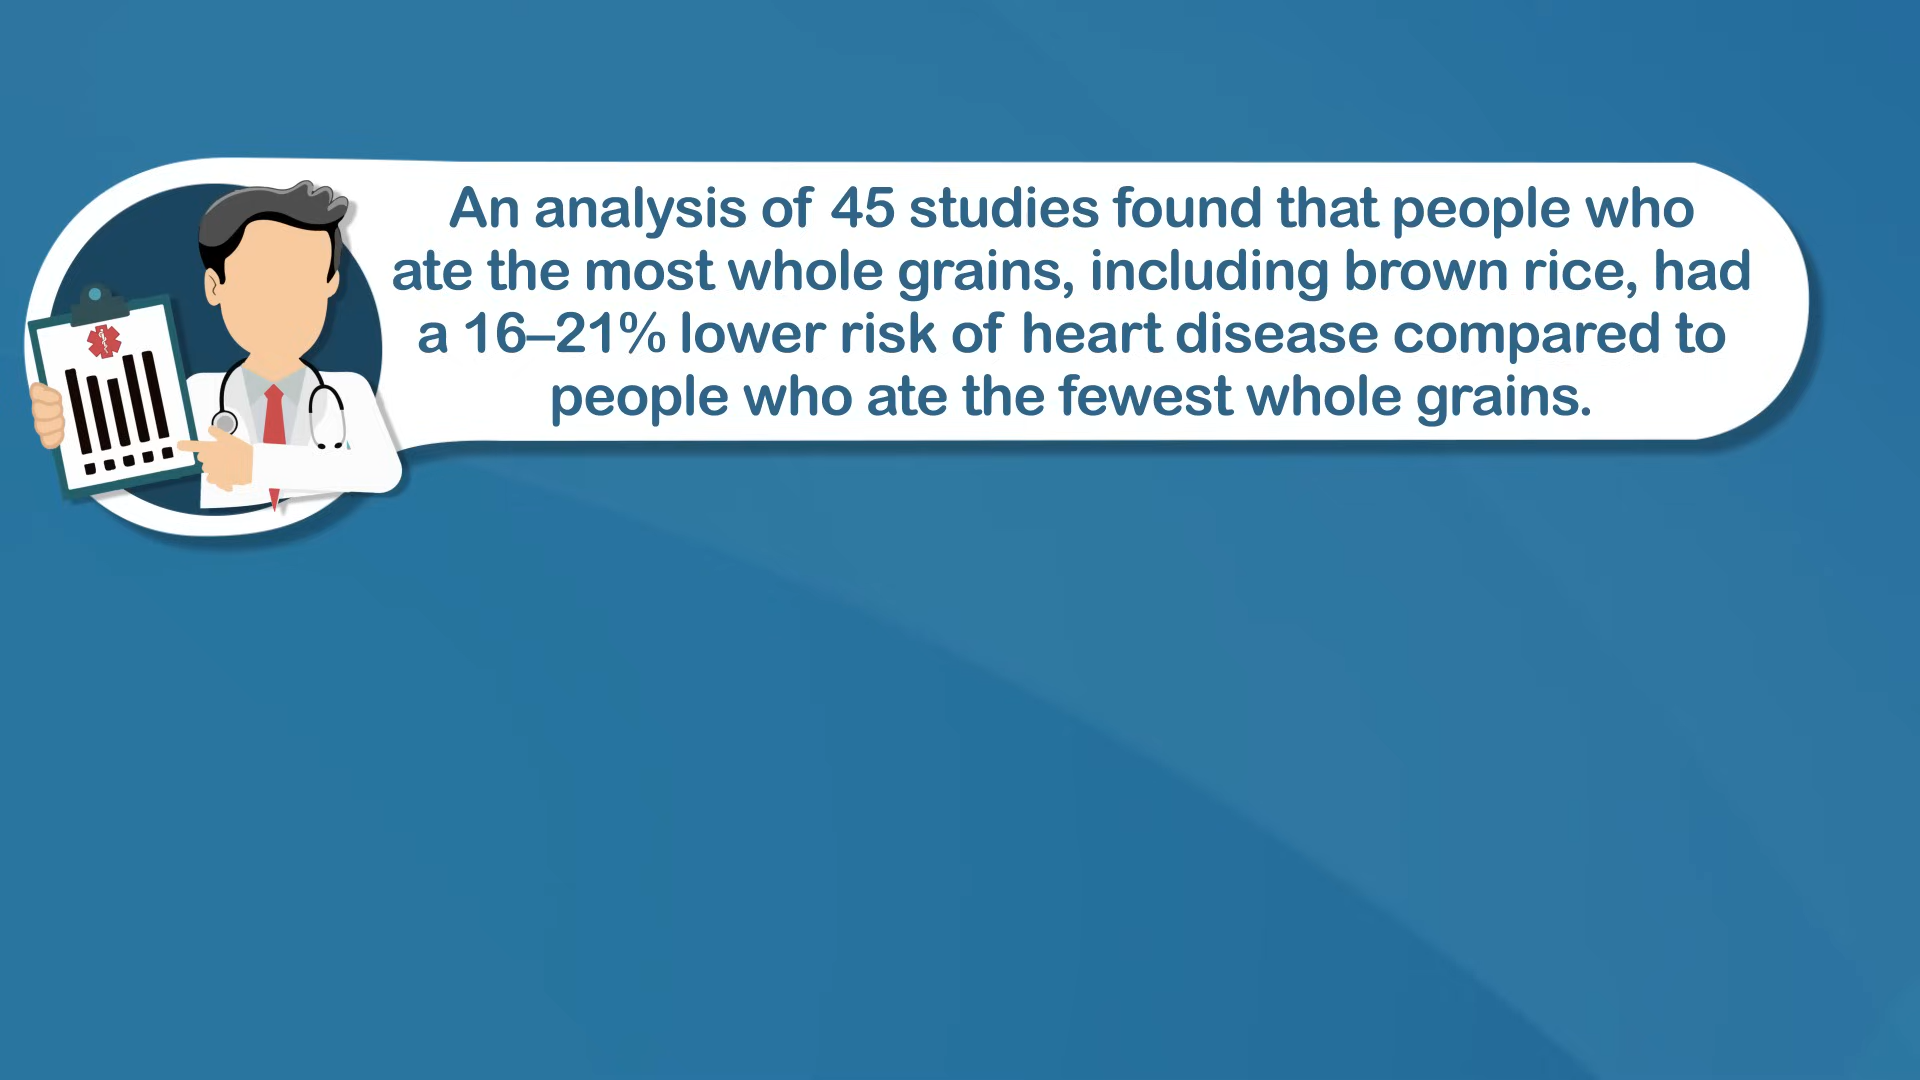 An analysis of 45 studies found that people who
ate the most whole grains, including brown rice, had
a 16–21% lower risk of heart disease compared to
people who ate the fewest whole grains.